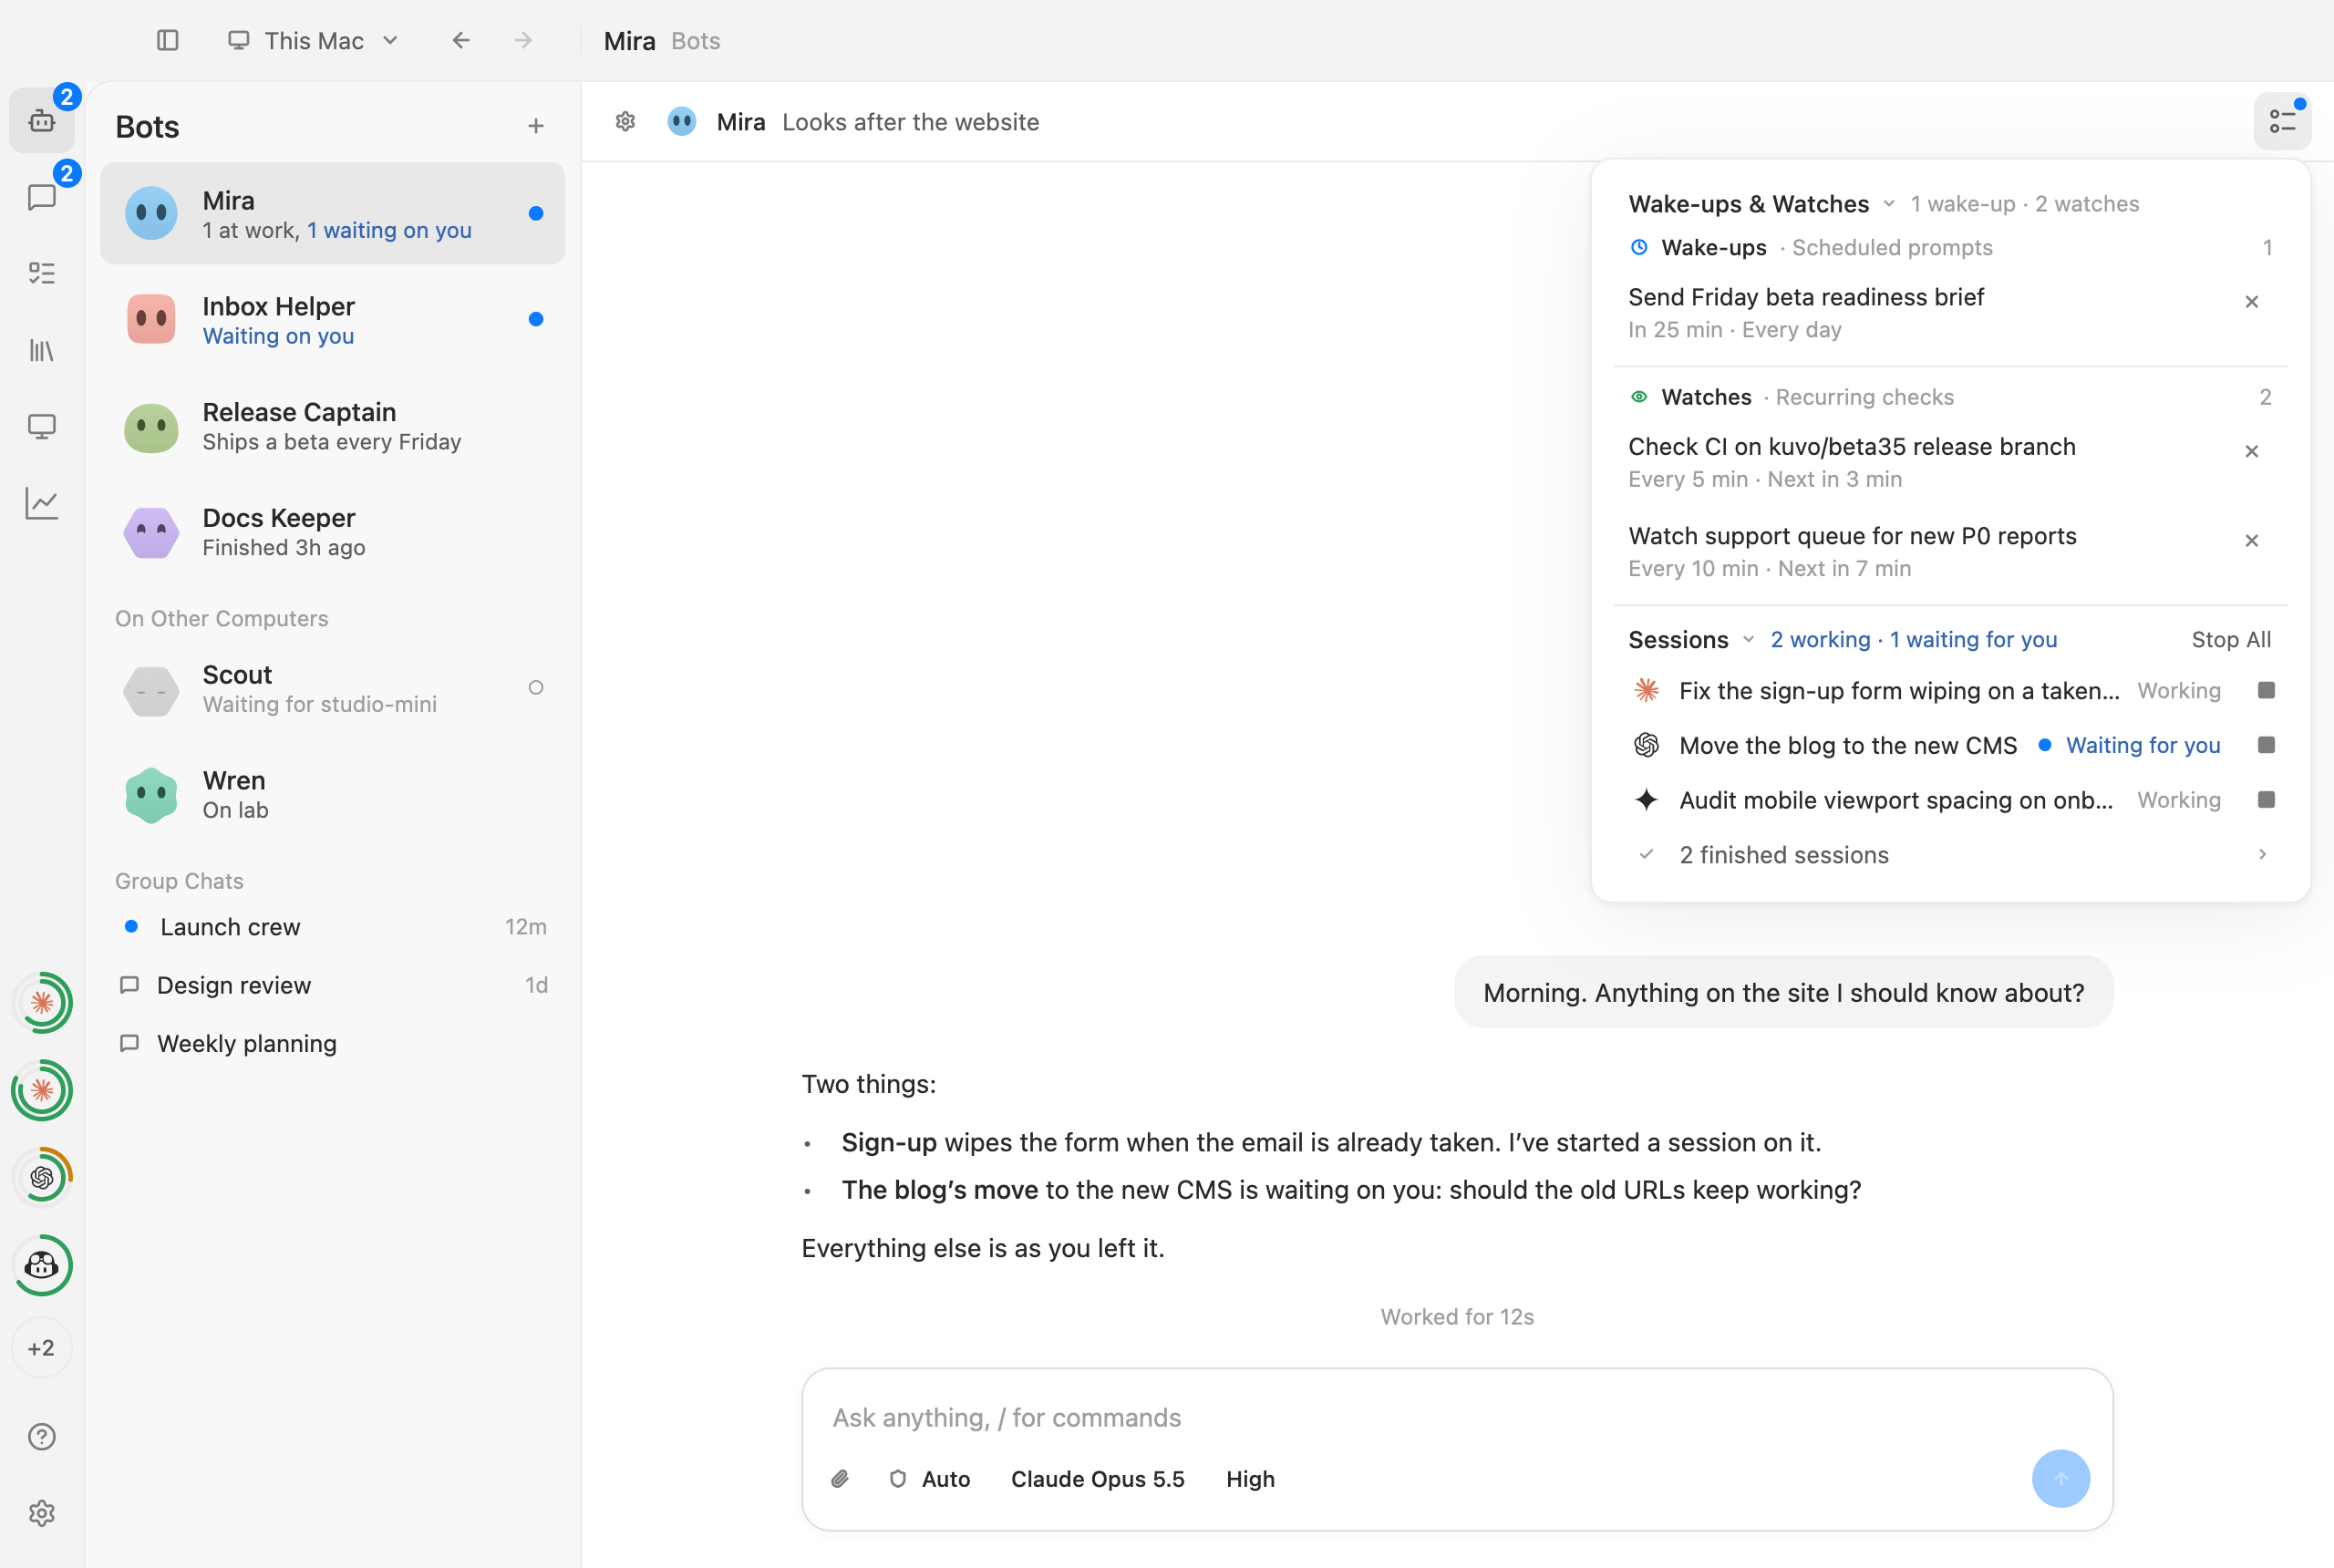 This Mac
Mira Bots
2
2
Bots
Mira
1 at work, 1 waiting on you
Inbox Helper
Waiting on you
Release Captain
Ships a beta every Friday
Docs Keeper
Finished 3h ago
On Other Computers
Scout
Waiting for studio-mini
Wren
On lab
Group Chats
Launch crew 12m
Design review 1d
Weekly planning
+2
Mira Looks after the website
Wake-ups & Watches 1 wake-up · 2 watches
Wake-ups · Scheduled prompts 1
Send Friday beta readiness brief
In 25 min · Every day
Watches · Recurring checks 2
Check CI on kuvo/beta35 release branch
Every 5 min · Next in 3 min
Watch support queue for new P0 reports
Every 10 min · Next in 7 min
Sessions 2 working · 1 waiting for you Stop All
Fix the sign-up form wiping on a taken... Working
Move the blog to the new CMS Waiting for you
Audit mobile viewport spacing on onb... Working
2 finished sessions
Morning. Anything on the site I should know about?
Two things:
• Sign-up wipes the form when the email is already taken. I’ve started a session on it.
• The blog’s move to the new CMS is waiting on you: should the old URLs keep working?
Everything else is as you left it.
Worked for 12s
Ask anything, / for commands
Auto Claude Opus 5.5 High